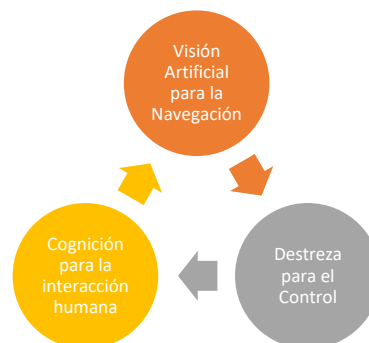 Visión
Artificial
para la
Navegación
Destreza
para el
Control
Cognición
para la
interacción
humana